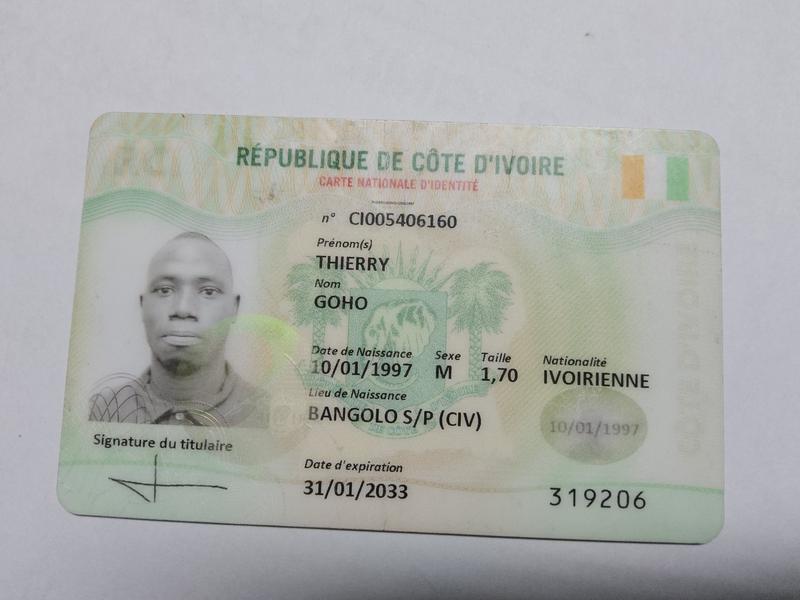 RÉPUBLIQUE DE CÔTE D'IVOIRE
CARTE NATIONALE D'IDENTITÉ
n° CI005406160
Prénom(s)
THIERRY
Nom
GOHO
Date de Naissance Sexe Taille Nationalité
10/01/1997 M 1,70 IVOIRIENNE
Lieu de Naissance
BANGOLO S/P (CIV)
10/01/1997
Signature du titulaire
Date d'expiration
31/01/2033
319206